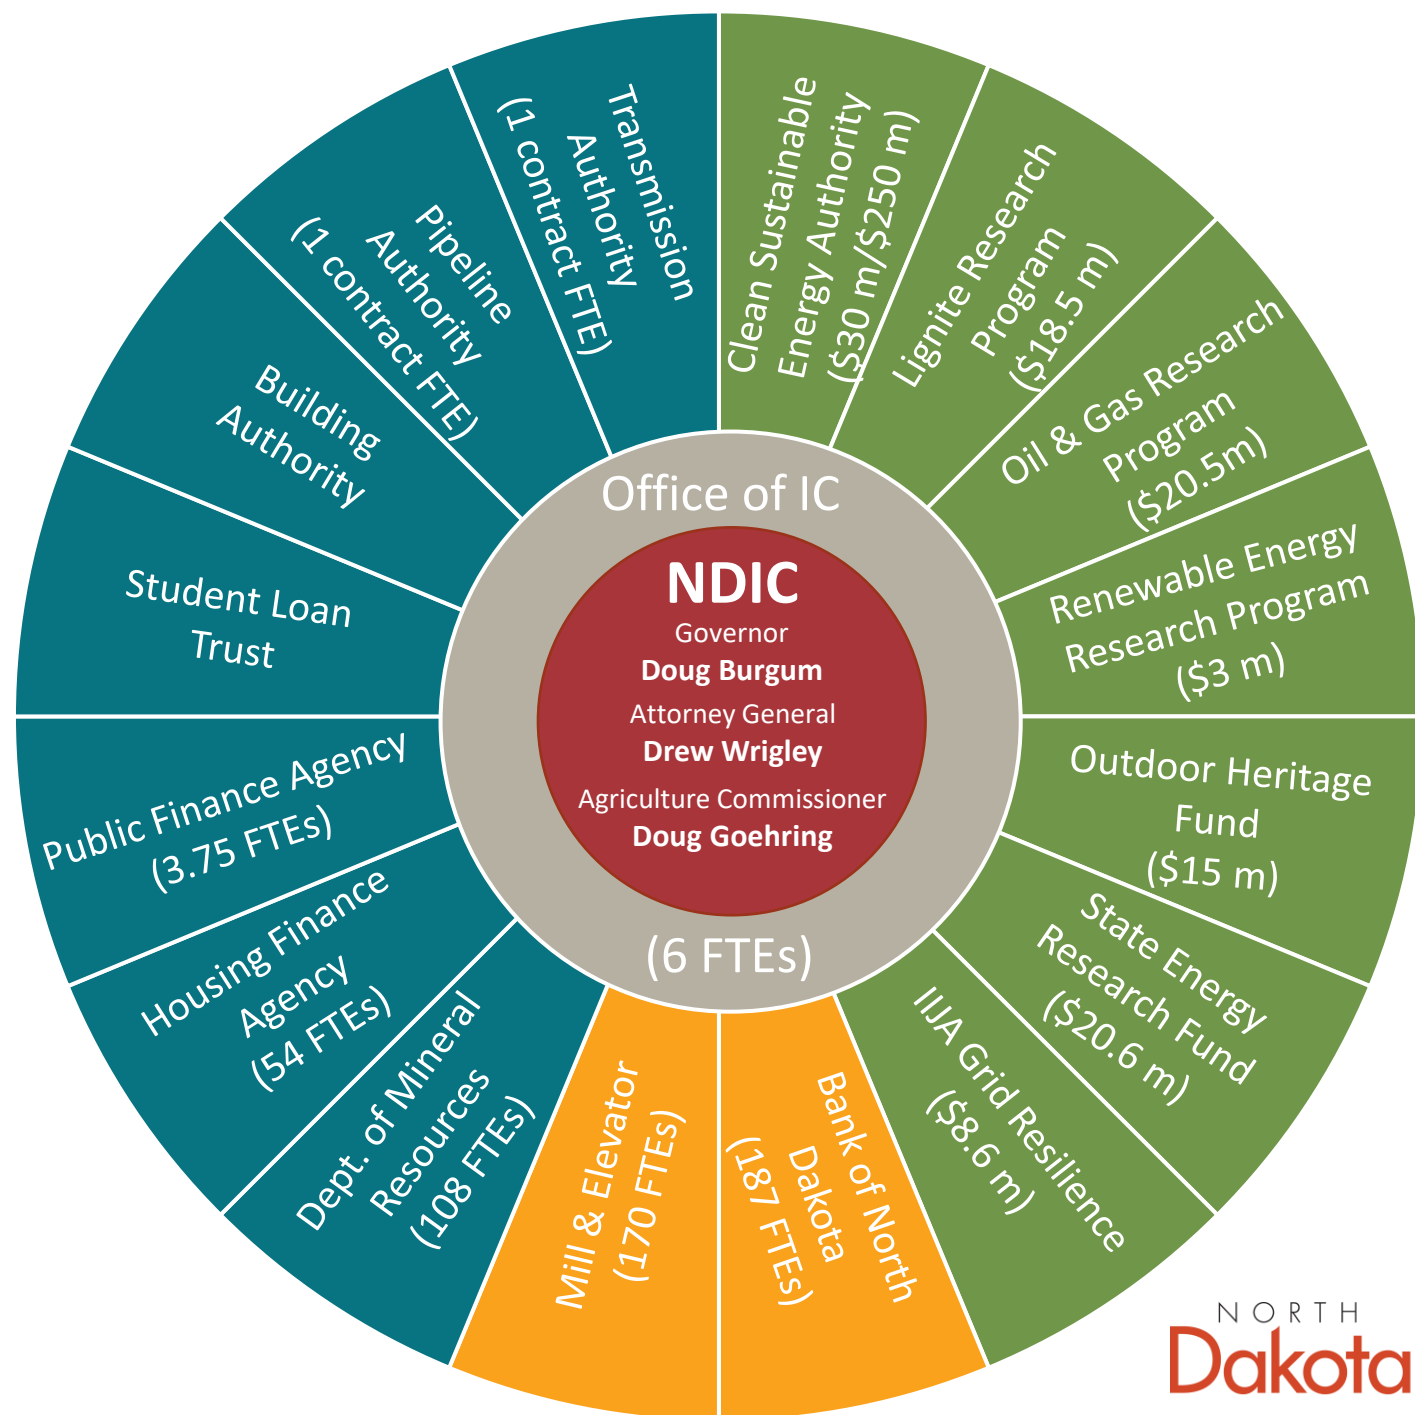 Office of IC
NDIC
Governor
Doug Burgum
Attorney General
Drew Wrigley
Agriculture Commissioner
Doug Goehring
(6 FTEs)
Clean Sustainable
Energy Authority
($30 m/$250 m)
Lignite Research
Program
($18.5 m)
Oil & Gas Research
Program
($20.5m)
Renewable Energy
Research Program
($3 m)
Outdoor Heritage
Fund
($15 m)
State Energy
Research Fund
($20.6 m)
IIJA Grid Resilience
($8.6 m)
Bank of North
Dakota
(187 FTEs)
Mill & Elevator
(170 FTEs)
Dept. of Mineral
Resources
(108 FTEs)
Housing Finance
Agency
(54 FTEs)
Public Finance Agency
(3.75 FTEs)
Student Loan
Trust
Building
Authority
Pipeline
Authority
(1 contract FTE)
Transmission
Authority
(1 contract FTE)
NORTH
Dakota